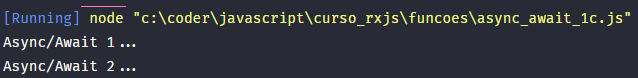 [Running] node "c:\coder\javascript\curso_rxjs\funcoes\async_await_1c.js"
Async/Await 1...
Async/Await 2...